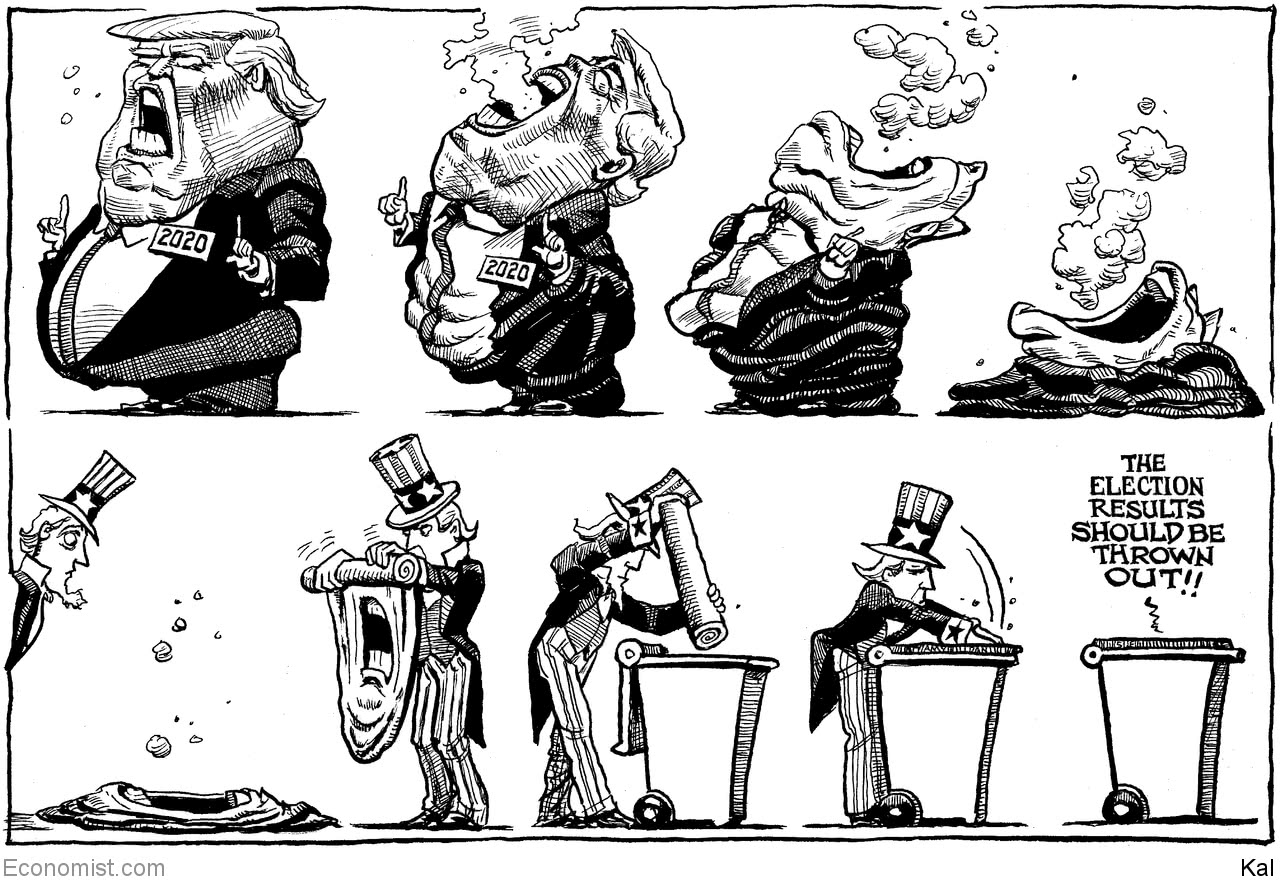 2020
2020
THE
ELECTION
RESULTS
SHOULD BE
THROWN
OUT!!
Economist.com
Kal